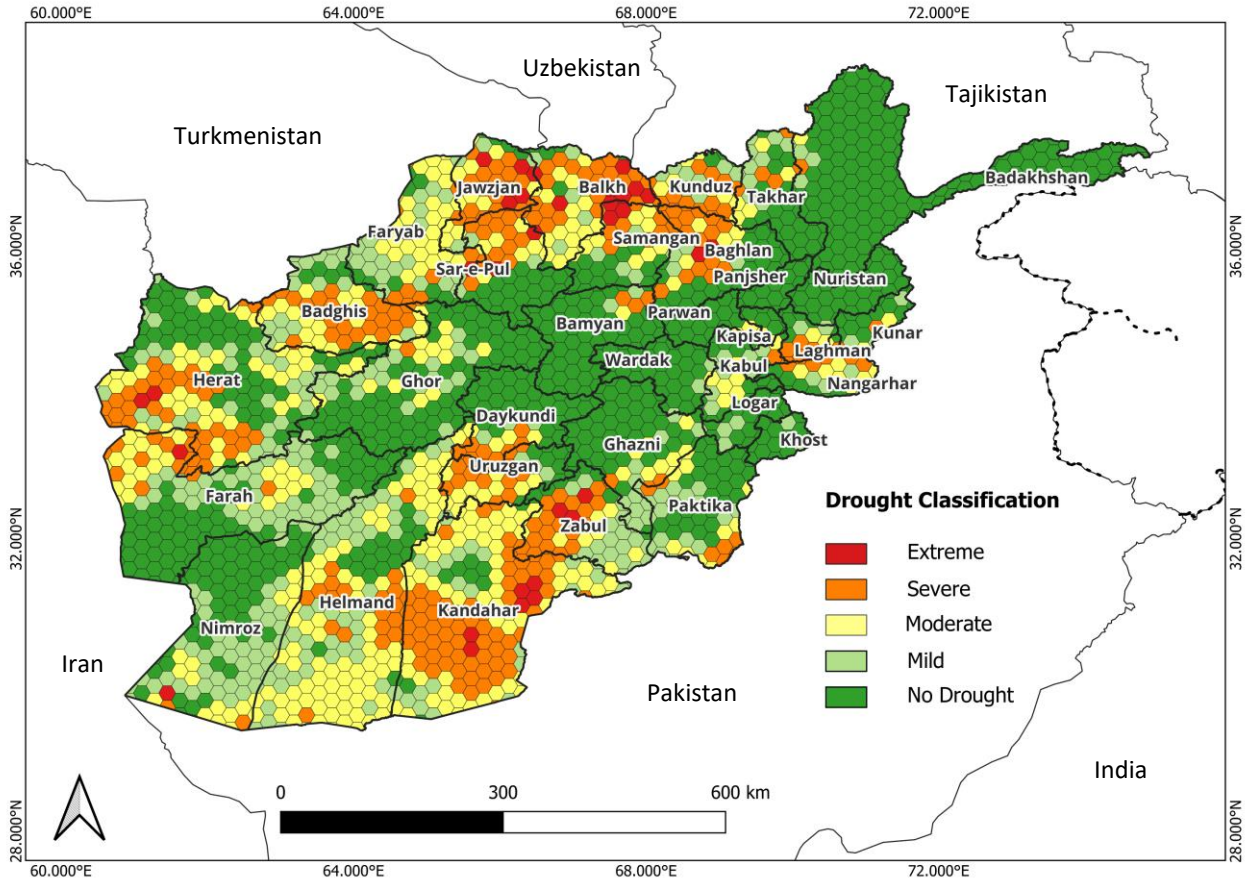 60.000°E 64.000°E 68.000°E 72.000°E
Uzbekistan
Tajikistan
Turkmenistan
Badakhshan
Jawzjan
Balkh
Kunduz
Takhar
36.000°N
36.000°N
Faryab
Samangan
Baghlan
Sar-e-Pul
Panjsher
Nuristan
Badghis
Bamyan
Parwan
Kapisa
Kunar
Laghman
Wardak
Kabul
Herat
Ghor
Nangarhar
Logar
Daykundi
Khost
Ghazni
Uruzgan
Farah
Paktika
Zabul
Drought Classification
Extreme
Severe
Moderate
Mild
No Drought
32.000°N
32.000°N
Helmand
Kandahar
Nimroz
Iran
Pakistan
India
0 300 600 km
28.000°N
28.000°N
60.000°E 64.000°E 68.000°E 72.000°E